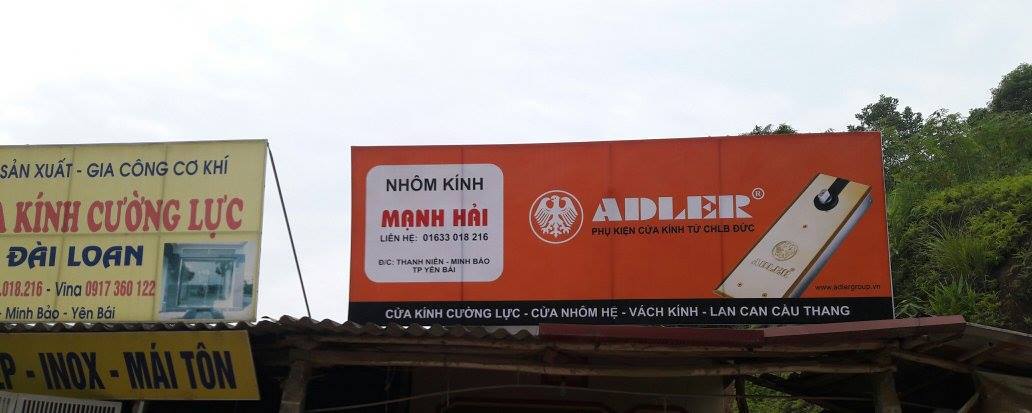 SẢN XUẤT - GIA CÔNG CƠ KHÍ
KÍNH CƯỜNG LỰC
ĐÀI LOAN
.018.216 - Vina 0917 360 122
Minh Bảo - Yên Bái
- INOX - MÁI TÔN
NHÔM KÍNH
MẠNH HẢI
LIÊN HỆ: 01633 018 216
Đ/C: THANH NIÊN - MINH BẢO
TP YÊN BÁI
ADLER®
PHỤ KIỆN CỬA KÍNH TỪ CHLB ĐỨC
ADLER
www.adlergroup.vn
CỬA KÍNH CƯỜNG LỰC - CỬA NHÔM HỆ - VÁCH KÍNH - LAN CAN CẦU THANG